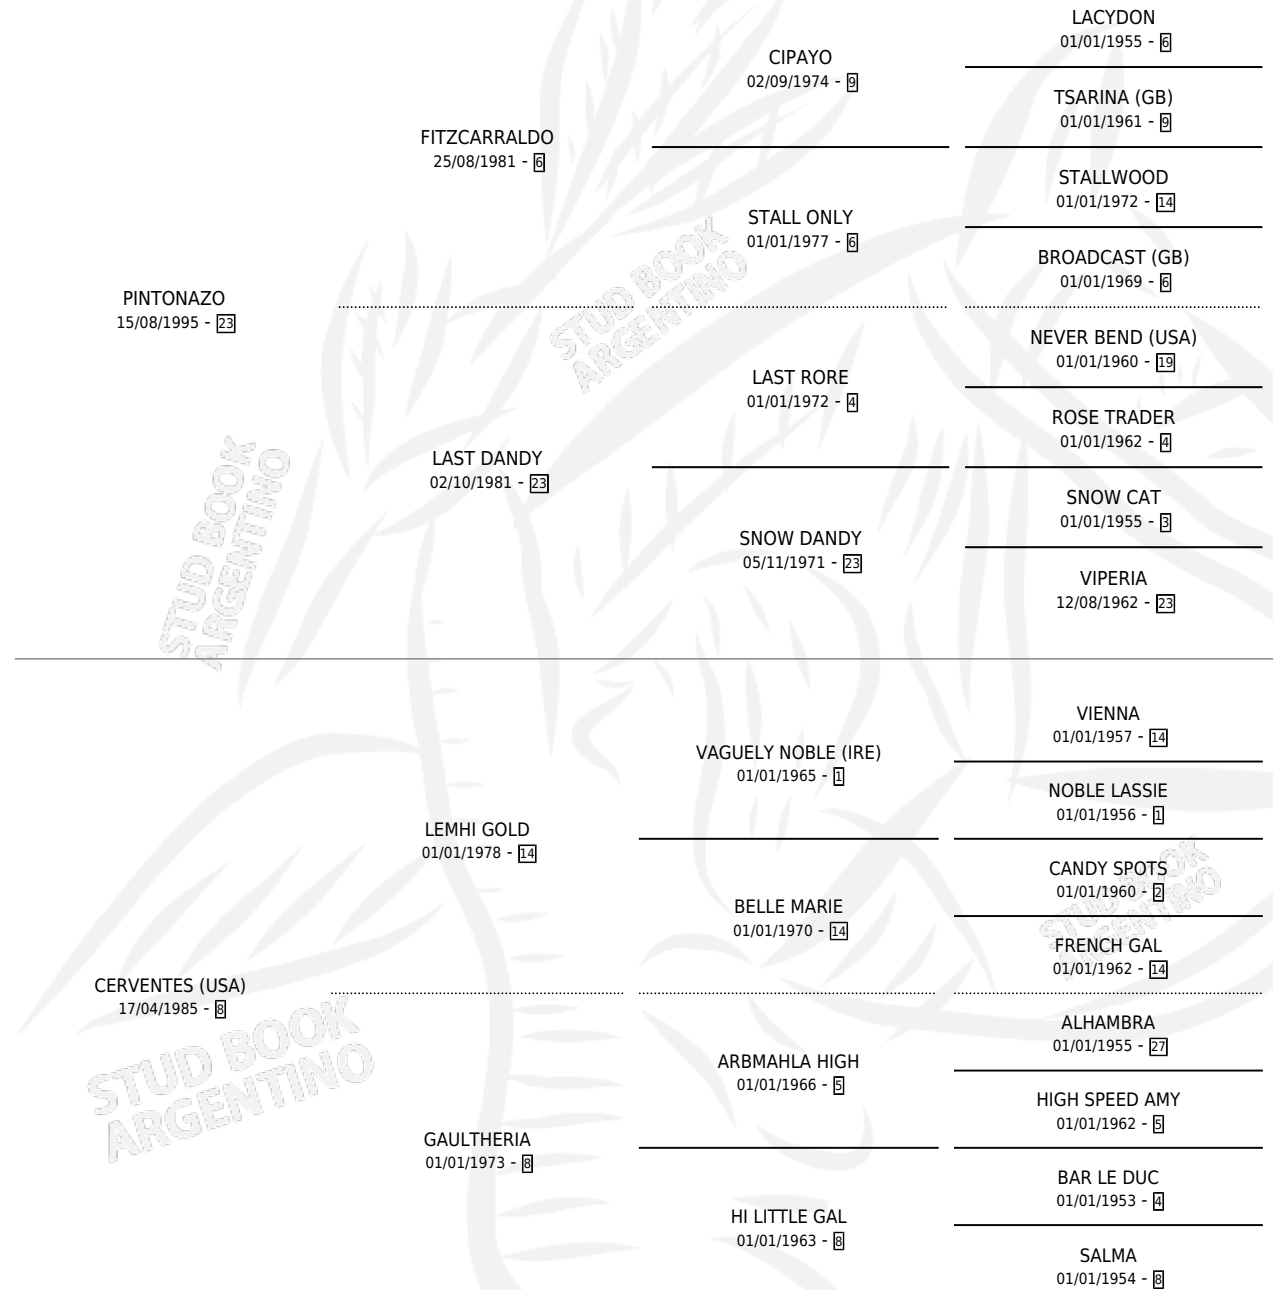 LACYDON
01/01/1955 - 6
CIPAYO
02/09/1974 - 9
TSARINA (GB)
01/01/1961 - 9
FITZCARRALDO
25/08/1981 - 6
STALLWOOD
01/01/1972 - 14
STALL ONLY
01/01/1977 - 6
BROADCAST (GB)
01/01/1969 - 6
PINTONAZO
15/08/1995 - 23
NEVER BEND (USA)
01/01/1960 - 19
LAST RORE
01/01/1972 - 4
ROSE TRADER
01/01/1962 - 4
LAST DANDY
02/10/1981 - 23
SNOW CAT
01/01/1955 - 3
SNOW DANDY
05/11/1971 - 23
VIPERIA
12/08/1962 - 23
VIENNA
01/01/1957 - 14
VAGUELY NOBLE (IRE)
01/01/1965 - 1
NOBLE LASSIE
01/01/1956 - 1
LEMHI GOLD
01/01/1978 - 14
CANDY SPOTS
01/01/1960 - 2
BELLE MARIE
01/01/1970 - 14
FRENCH GAL
01/01/1962 - 14
CERVENTES (USA)
17/04/1985 - 8
ALHAMBRA
01/01/1955 - 27
ARBMAHLA HIGH
01/01/1966 - 5
HIGH SPEED AMY
01/01/1962 - 5
GAULTHERIA
01/01/1973 - 8
BAR LE DUC
01/01/1953 - 4
HI LITTLE GAL
01/01/1963 - 8
SALMA
01/01/1954 - 8
STUD BOOK
ARGENTINO
STUD BOOK
ARGENTINO
STUD BOOK
ARGENTINO
STUD BOOK
ARGENTINO